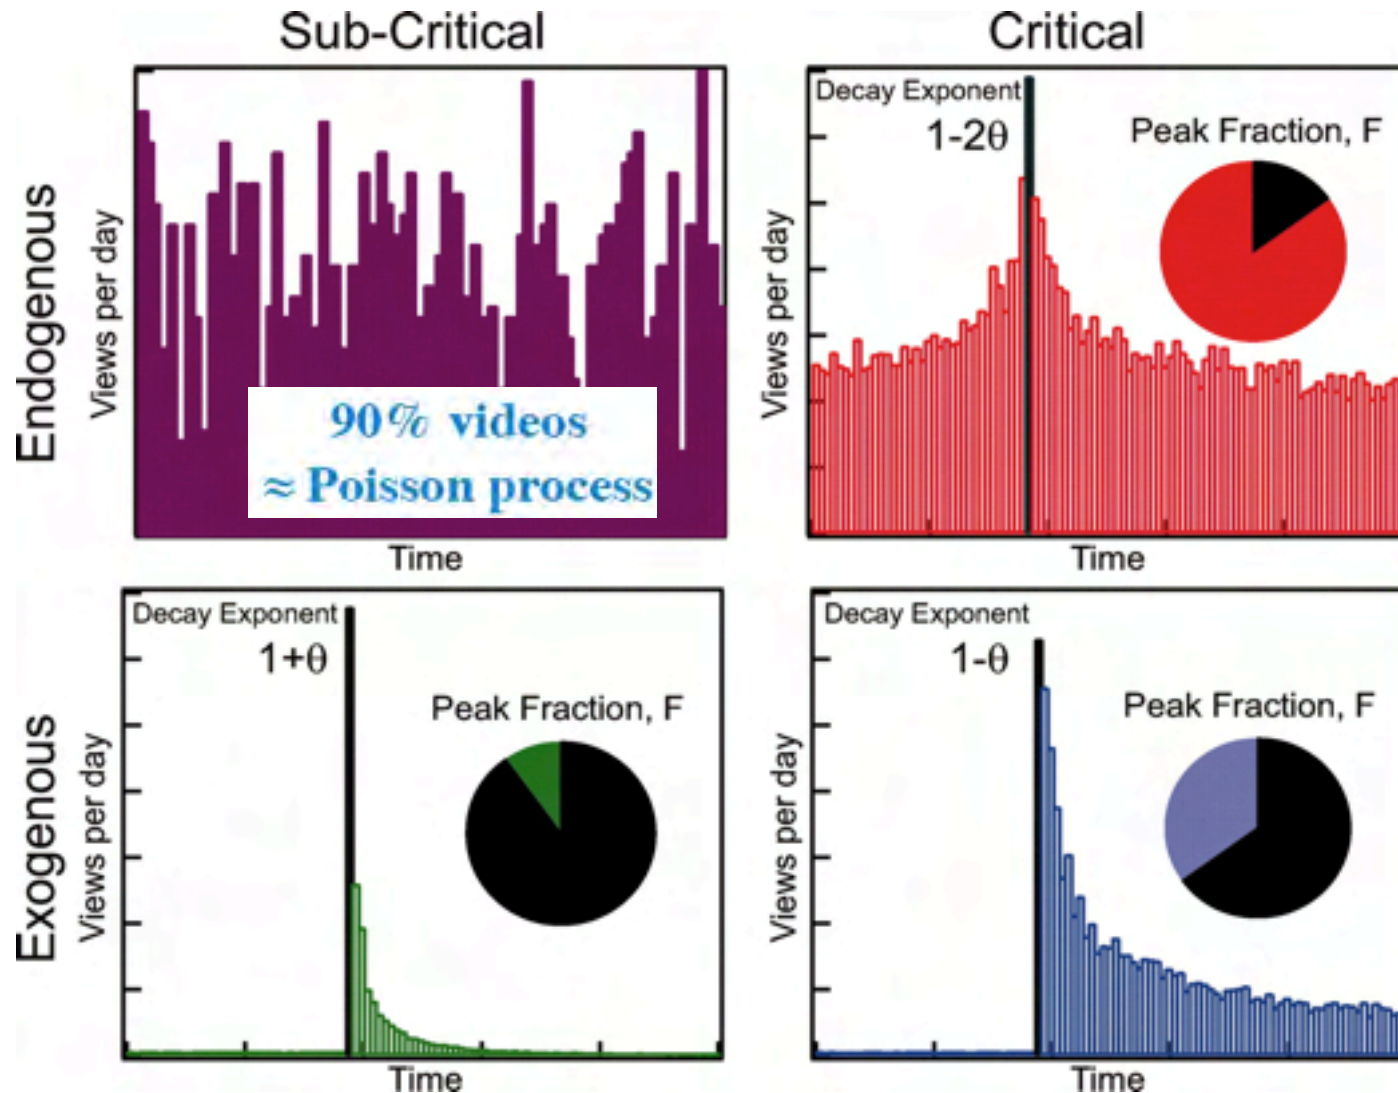 Sub-Critical
Critical
Endogenous
Views per day
90% videos
≈ Poisson process
Time
Views per day
Decay Exponent
1-2θ
Peak Fraction, F
Time
Exogenous
Views per day
Decay Exponent
1+θ
Peak Fraction, F
Time
Views per day
Decay Exponent
1-θ
Peak Fraction, F
Time